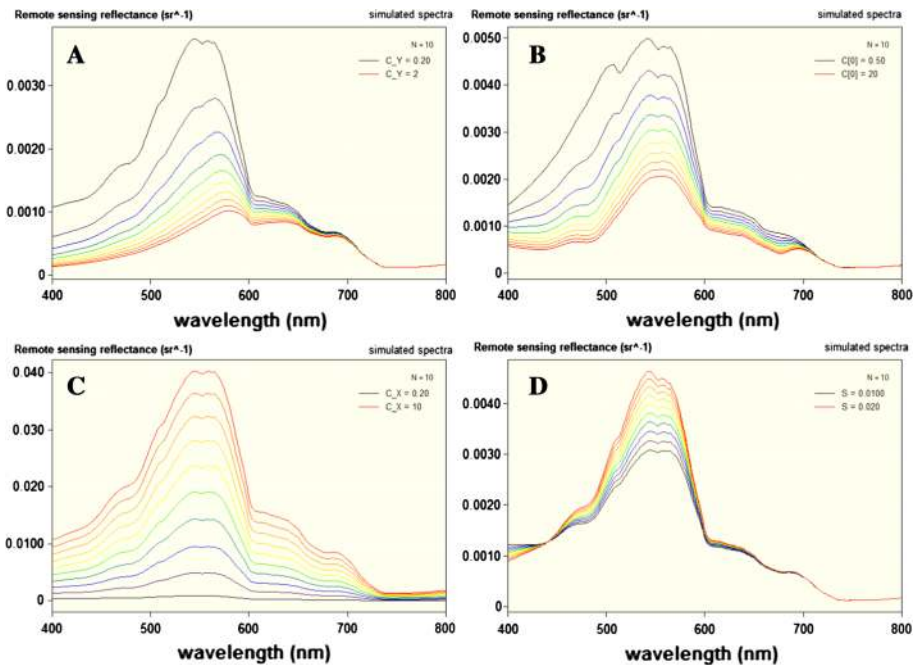 Remote sensing reflectance (sr^-1) simulated spectra
A
N = 10
C_Y = 0.20
C_Y = 2
0.0030
0.0020
0.0010
0
400 500 600 700 800
wavelength (nm)
Remote sensing reflectance (sr^-1) simulated spectra
B
N = 10
C[0] = 0.50
C[0] = 20
0.0050
0.0040
0.0030
0.0020
0.0010
0
400 500 600 700 800
wavelength (nm)
Remote sensing reflectance (sr^-1) simulated spectra
C
N = 10
C_X = 0.20
C_X = 10
0.040
0.030
0.020
0.0100
0
400 500 600 700 800
wavelength (nm)
Remote sensing reflectance (sr^-1) simulated spectra
D
N = 10
S = 0.0100
S = 0.020
0.0040
0.0030
0.0020
0.0010
0
400 500 600 700 800
wavelength (nm)